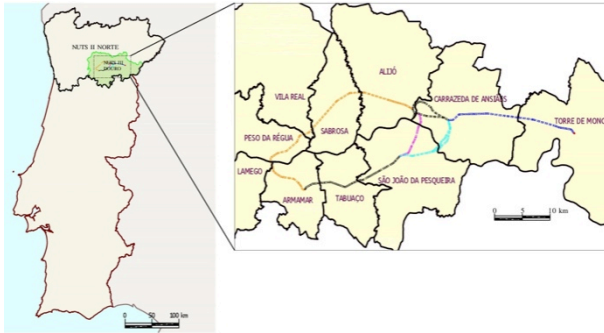 NUTS II NORTE
NUTS III
DOURO
0 50 100 km
ALIJÓ
VILA REAL
CARRAZEDA DE ANSIÃES
TORRE DE MONC
PESO DA RÉGUA
SABROSA
LAMEGO
SÃO JOÃO DA PESQUEIRA
ARMAMAR
TABUAÇO
0 5 10 km